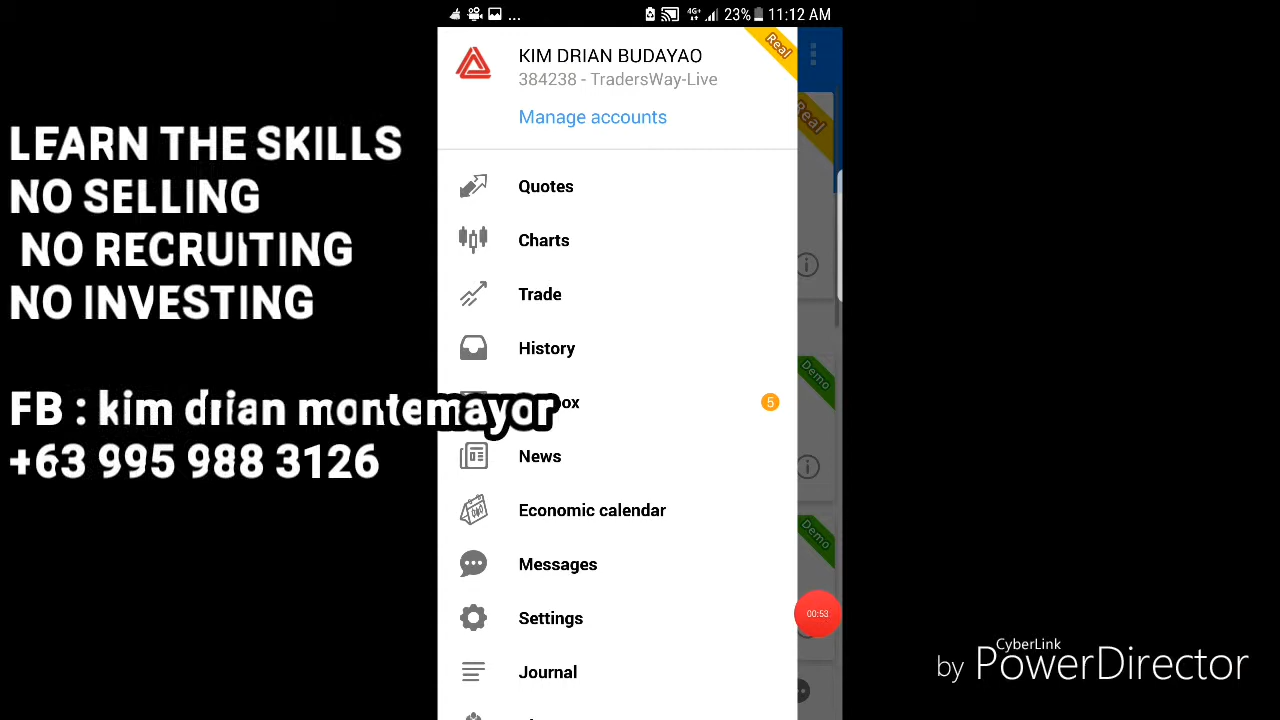 ... 23% 11:12 AM
KIM DRIAN BUDAYAO
384238 - TradersWay-Live
Manage accounts
Real
Real
LEARN THE SKILLS
NO SELLING
NO RECRUITING
NO INVESTING
FB : kim drian montemayor
+63 995 988 3126
Quotes
Charts
Trade
History
5
News
Economic calendar
Messages
Settings
Journal
Demo
Demo
00:53
CyberLink
by PowerDirector